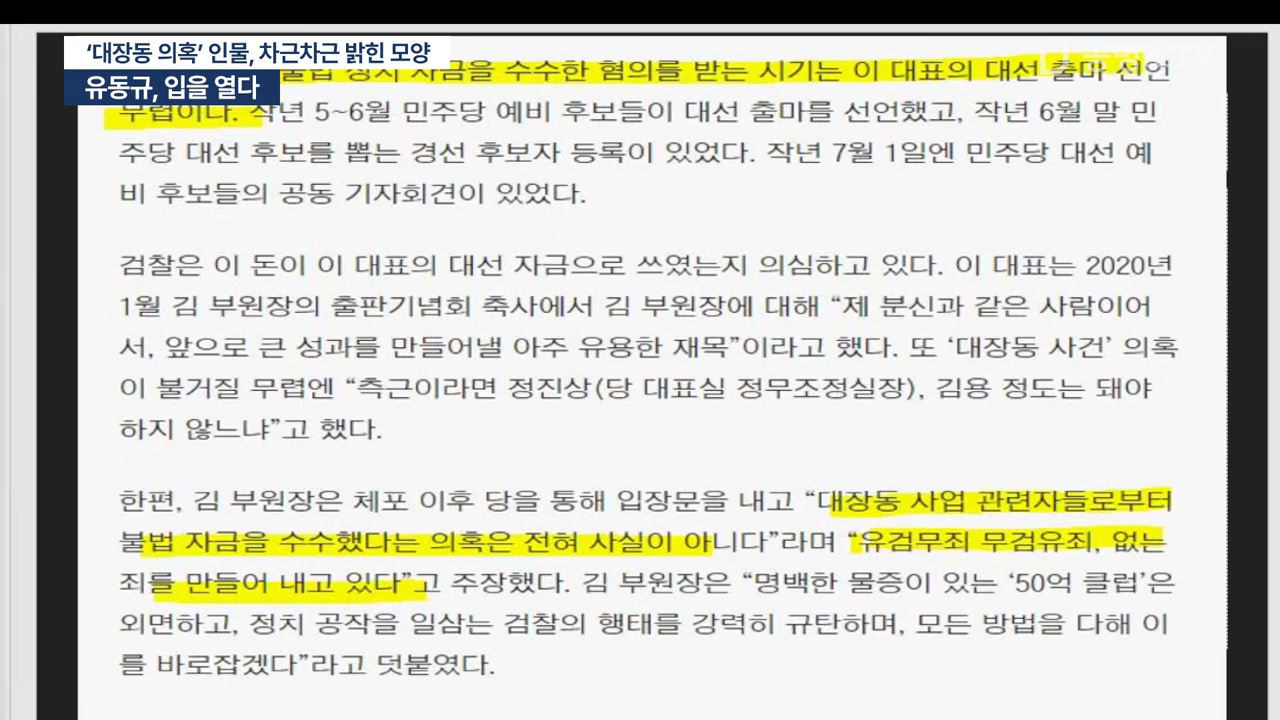 ‘대장동 의혹’ 인물, 차근차근 밝힌 모양
유동규, 입을 열다
불법 정치 자금을 수수한 혐의를 받는 시기는 이 대표의 대선 출마 선언
무렵이다. 작년 5~6월 민주당 예비 후보들이 대선 출마를 선언했고, 작년 6월 말 민
주당 대선 후보를 뽑는 경선 후보자 등록이 있었다. 작년 7월 1일엔 민주당 대선 예
비 후보들의 공동 기자회견이 있었다.
검찰은 이 돈이 이 대표의 대선 자금으로 쓰였는지 의심하고 있다. 이 대표는 2020년
1월 김 부원장의 출판기념회 축사에서 김 부원장에 대해 “제 분신과 같은 사람이어
서, 앞으로 큰 성과를 만들어낼 아주 유용한 재목”이라고 했다. 또 ‘대장동 사건’ 의혹
이 불거질 무렵엔 “측근이라면 정진상(당 대표실 정무조정실장), 김용 정도는 돼야
하지 않느냐”고 했다.
한편, 김 부원장은 체포 이후 당을 통해 입장문을 내고 “대장동 사업 관련자들로부터
불법 자금을 수수했다는 의혹은 전혀 사실이 아니다”라며 “유검무죄 무검유죄, 없는
죄를 만들어 내고 있다”고 주장했다. 김 부원장은 “명백한 물증이 있는 ‘50억 클럽’은
외면하고, 정치 공작을 일삼는 검찰의 행태를 강력히 규탄하며, 모든 방법을 다해 이
를 바로잡겠다”라고 덧붙였다.